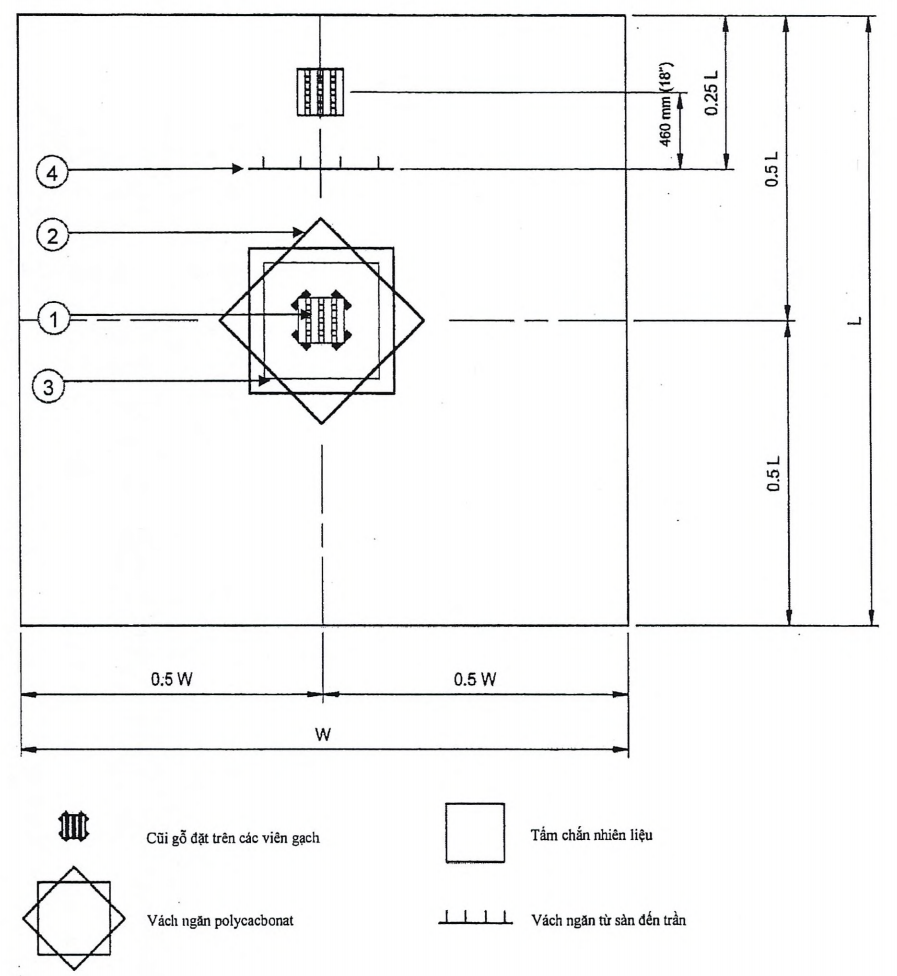 460 mm (18")
0.25 L
0.5 L
L
4
2
1
3
0.5 L
0.5 W
0.5 W
W
Cũi gỗ đặt trên các viên gạch
Tấm chắn nhiên liệu
Vách ngăn polycacbonat
Vách ngăn từ sàn đến trần